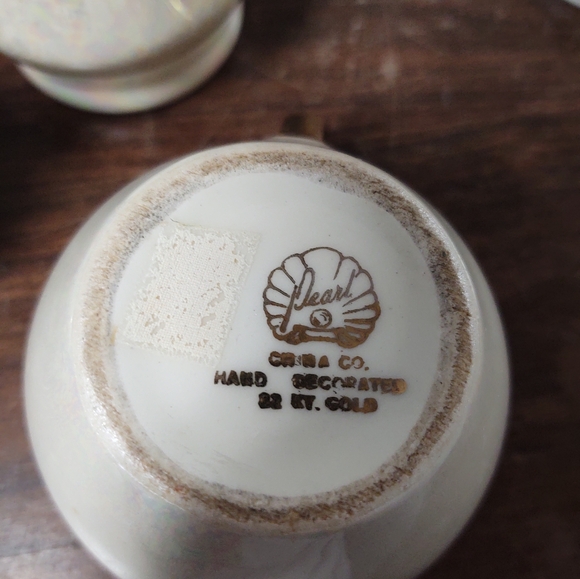 Pearl
CHINA CO.
HAND DECORATED
22 KT. GOLD